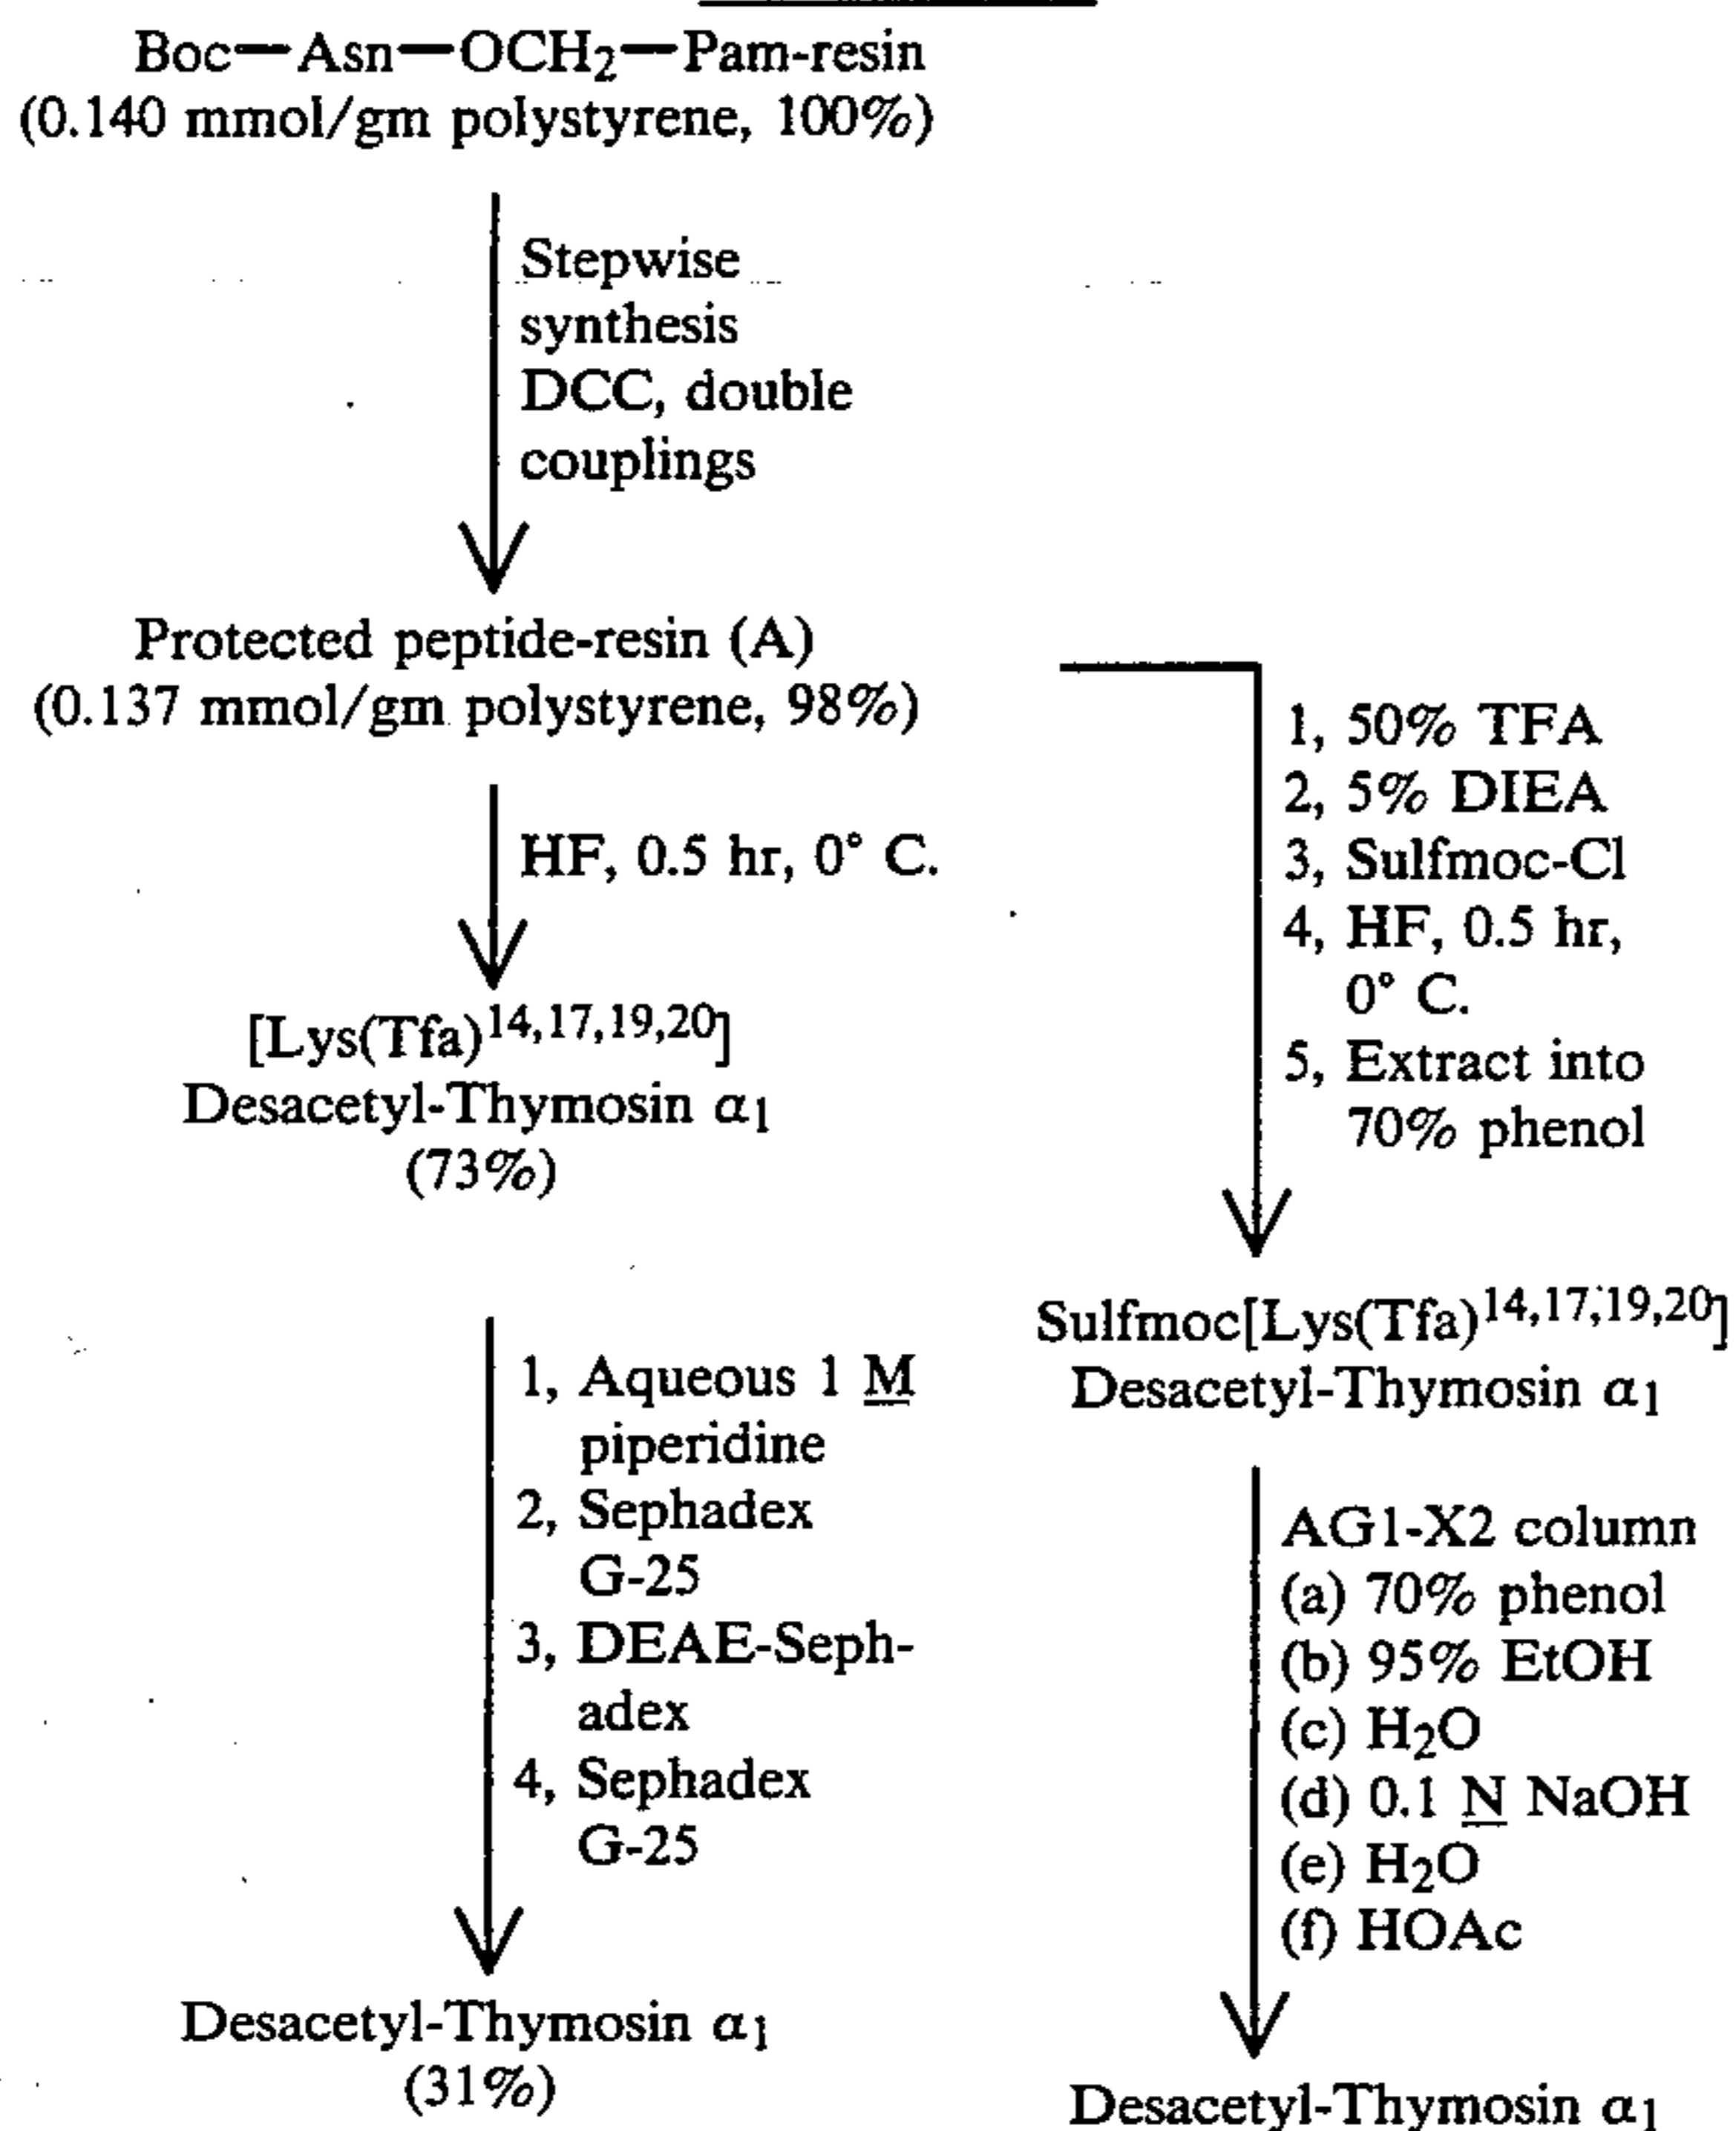 Boc—Asn—OCH2—Pam-resin
(0.140 mmol/gm polystyrene, 100%)
Stepwise
synthesis
DCC, double
couplings
Protected peptide-resin (A)
(0.137 mmol/gm polystyrene, 98%)
HF, 0.5 hr, 0° C.
[Lys(Tfa)14,17,19,20]
Desacetyl-Thymosin α1
(73%)
1, Aqueous 1 M
piperidine
2, Sephadex
G-25
3, DEAE-Seph-
adex
4, Sephadex
G-25
Desacetyl-Thymosin α1
(31%)
1, 50% TFA
2, 5% DIEA
3, Sulfmoc-Cl
4, HF, 0.5 hr,
0° C.
5, Extract into
70% phenol
Sulfmoc[Lys(Tfa)14,17,19,20]
Desacetyl-Thymosin α1
AG1-X2 column
(a) 70% phenol
(b) 95% EtOH
(c) H2O
(d) 0.1 N NaOH
(e) H2O
(f) HOAc
Desacetyl-Thymosin α1